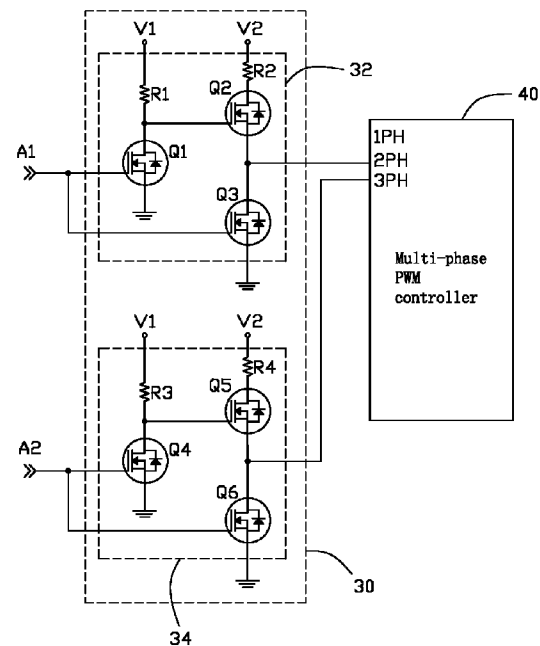 V1 V2
R2
32
R1
Q2
40
A1
Q1
1PH
2PH
3PH
Q3
Multi-phase
PWM
controller
V1 V2
R4
R3
Q5
A2
Q4
Q6
34
30